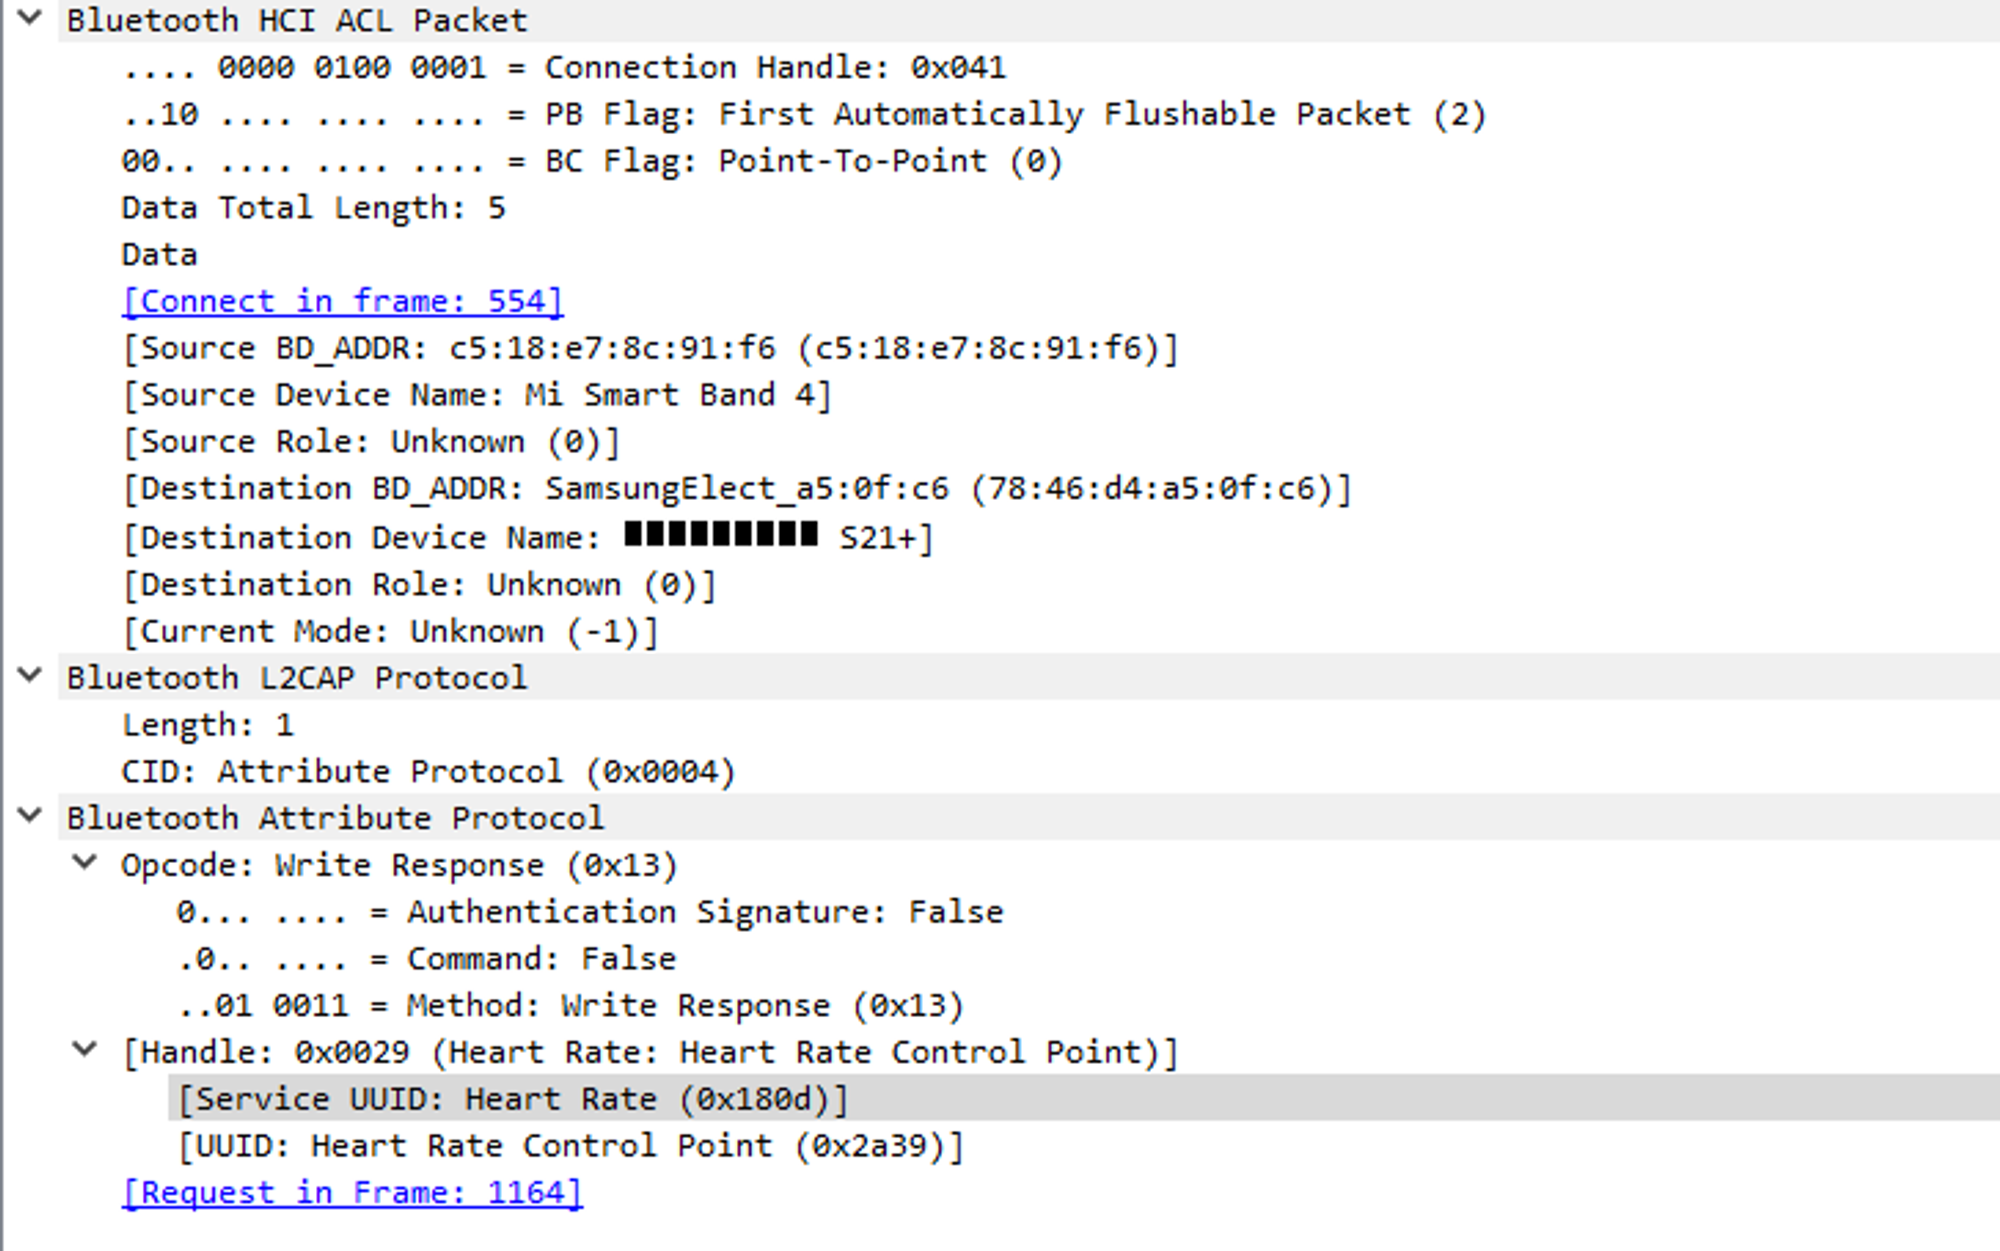 Bluetooth HCI ACL Packet
.... 0000 0100 0001 = Connection Handle: 0x041
..10 .... .... .... = PB Flag: First Automatically Flushable Packet (2)
00.. .... .... .... = BC Flag: Point-To-Point (0)
Data Total Length: 5
Data
[Connect in frame: 554]
[Source BD_ADDR: c5:18:e7:8c:91:f6 (c5:18:e7:8c:91:f6)]
[Source Device Name: Mi Smart Band 4]
[Source Role: Unknown (0)]
[Destination BD_ADDR: SamsungElect_a5:0f:c6 (78:46:d4:a5:0f:c6)]
[Destination Device Name: S21+]
[Destination Role: Unknown (0)]
[Current Mode: Unknown (-1)]
Bluetooth L2CAP Protocol
Length: 1
CID: Attribute Protocol (0x0004)
Bluetooth Attribute Protocol
Opcode: Write Response (0x13)
0... .... = Authentication Signature: False
.0.. .... = Command: False
..01 0011 = Method: Write Response (0x13)
[Handle: 0x0029 (Heart Rate: Heart Rate Control Point)]
[Service UUID: Heart Rate (0x180d)]
[UUID: Heart Rate Control Point (0x2a39)]
[Request in Frame: 1164]